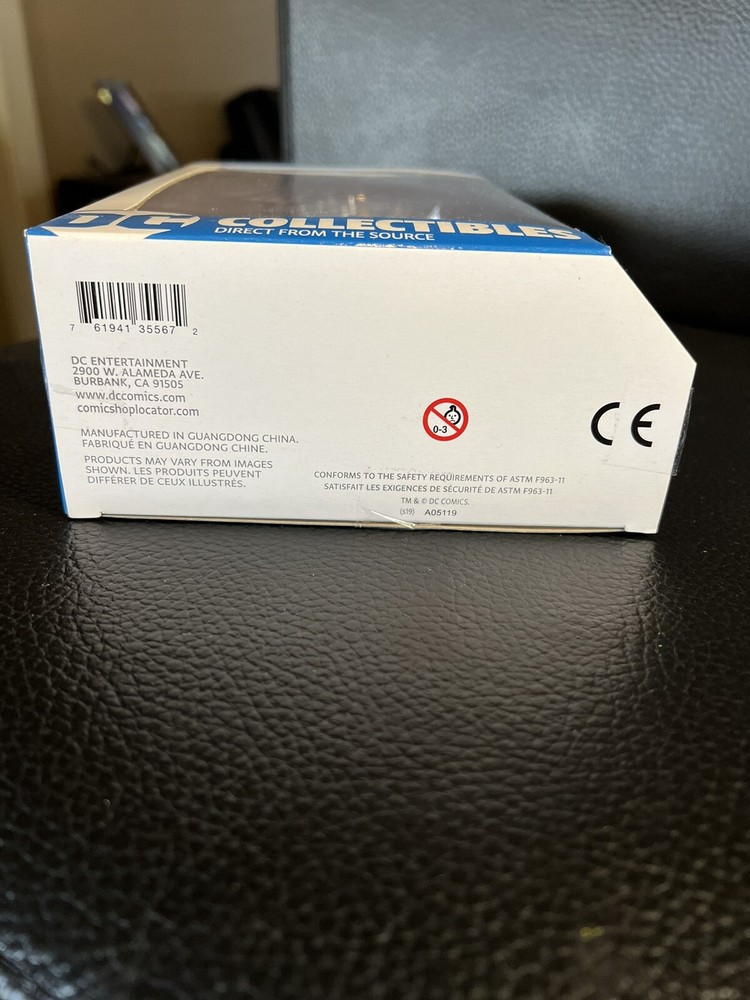 DC COLLECTIBLES
DIRECT FROM THE SOURCE
7 61941 35567 2
DC ENTERTAINMENT
2900 W. ALAMEDA AVE.
BURBANK, CA 91505
www.dccomics.com
comicshoplocator.com
MANUFACTURED IN GUANGDONG CHINA.
FABRIQUÉ EN GUANGDONG CHINE.
PRODUCTS MAY VARY FROM IMAGES
SHOWN. LES PRODUITS PEUVENT
DIFFÉRER DE CEUX ILLUSTRÉS.
0-3
CE
CONFORMS TO THE SAFETY REQUIREMENTS OF ASTM F963-11
SATISFAIT LES EXIGENCES DE SÉCURITÉ DE ASTM F963-11
TM & © DC COMICS.
(s19) A05119